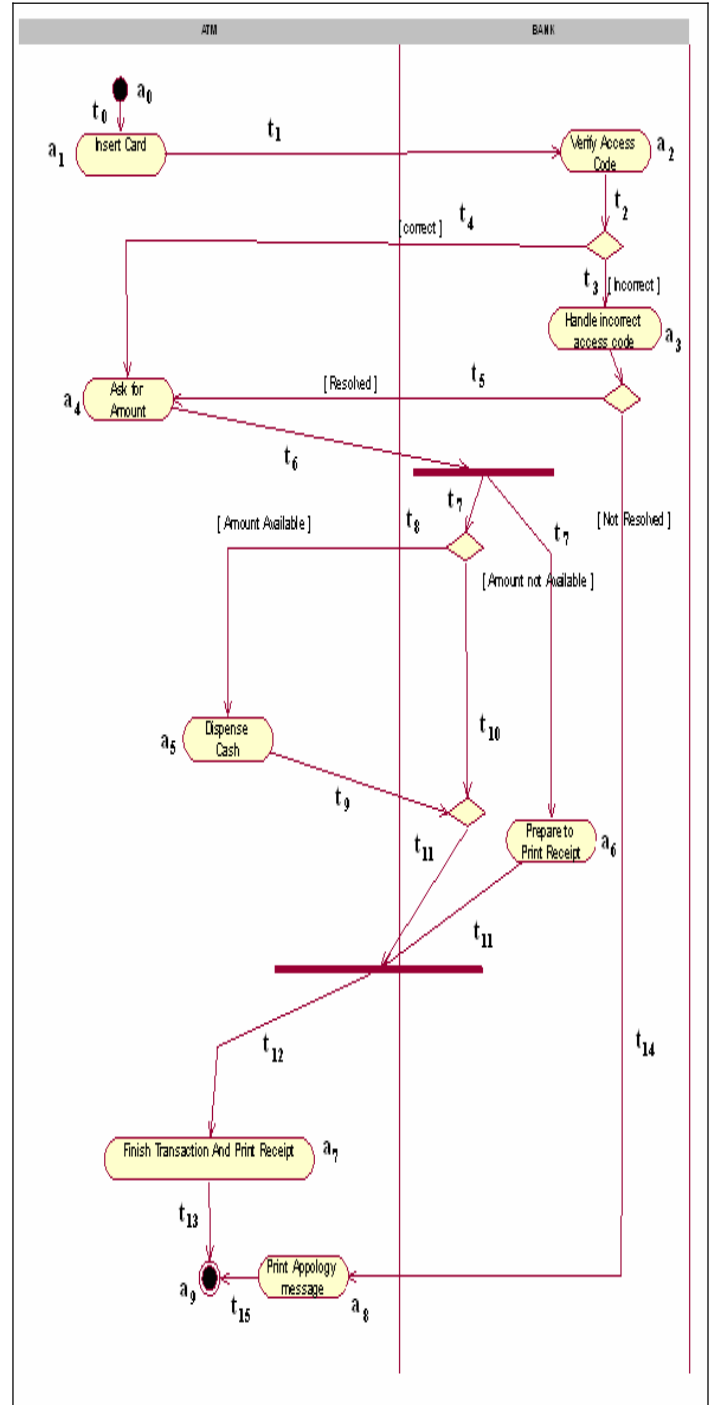 ATM BANK
a0
t0
t1
Insert Card
a1
Verify Access
Code
a2
t2
t4
[ correct ]
t3
[ Incorrect ]
Handle incorrect
access code
a3
[ Resolved ]
t5
Ask for
Amount
a4
t6
t7
t7
[ Not Resolved ]
[ Amount Available ]
t8
[ Amount not Available ]
Dispense
Cash
a5
t10
t9
t11
Prepare to
Print Receipt
a6
t11
t12
t14
Finish Transaction And Print Receipt
a7
t13
Print Appology
message
a9
t15
a8